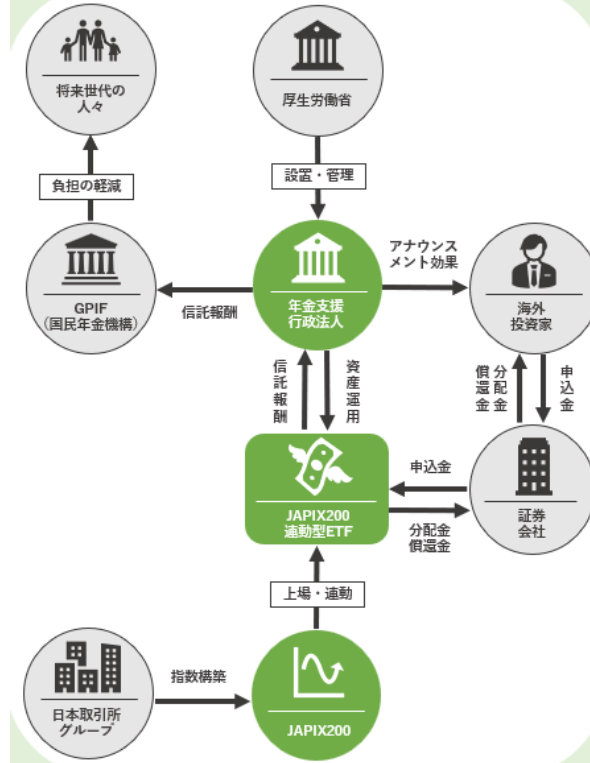 将来世代の
人々
厚生労働省
負担の軽減
設置・管理
GPIF
(国民年金機構)
信託報酬
年金支援
行政法人
アナウンス
メント効果
海外
投資家
信託報酬
資産運用
償還金
分配金
申込金
JAPIX200
連動型ETF
申込金
分配金
償還金
証券
会社
上場・連動
日本取引所
グループ
指数構築
JAPIX200